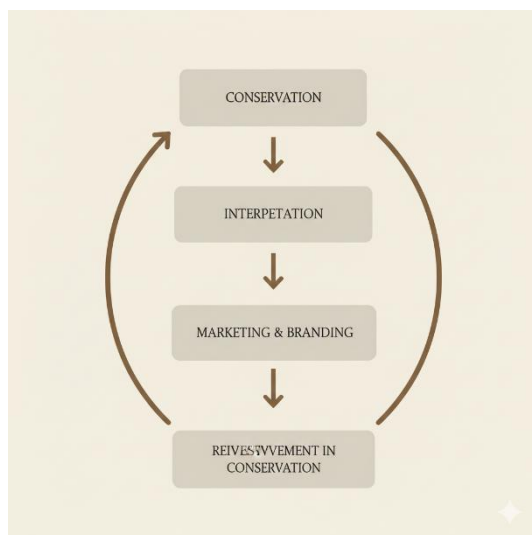 CONSERVATION
INTERPETATION
MARKETING & BRANDING
IN
CONSERVATION